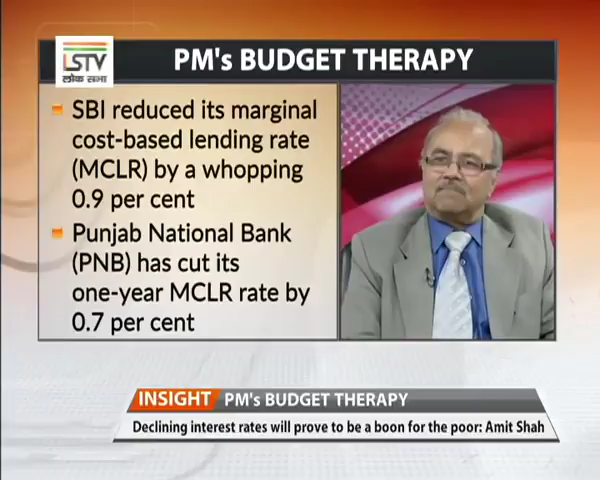 LSTV
लोक सभा
PM's BUDGET THERAPY
SBI reduced its marginal
cost-based lending rate
(MCLR) by a whopping
0.9 per cent
Punjab National Bank
(PNB) has cut its
one-year MCLR rate by
0.7 per cent
INSIGHT PM's BUDGET THERAPY
Declining interest rates will prove to be a boon for the poor: Amit Shah